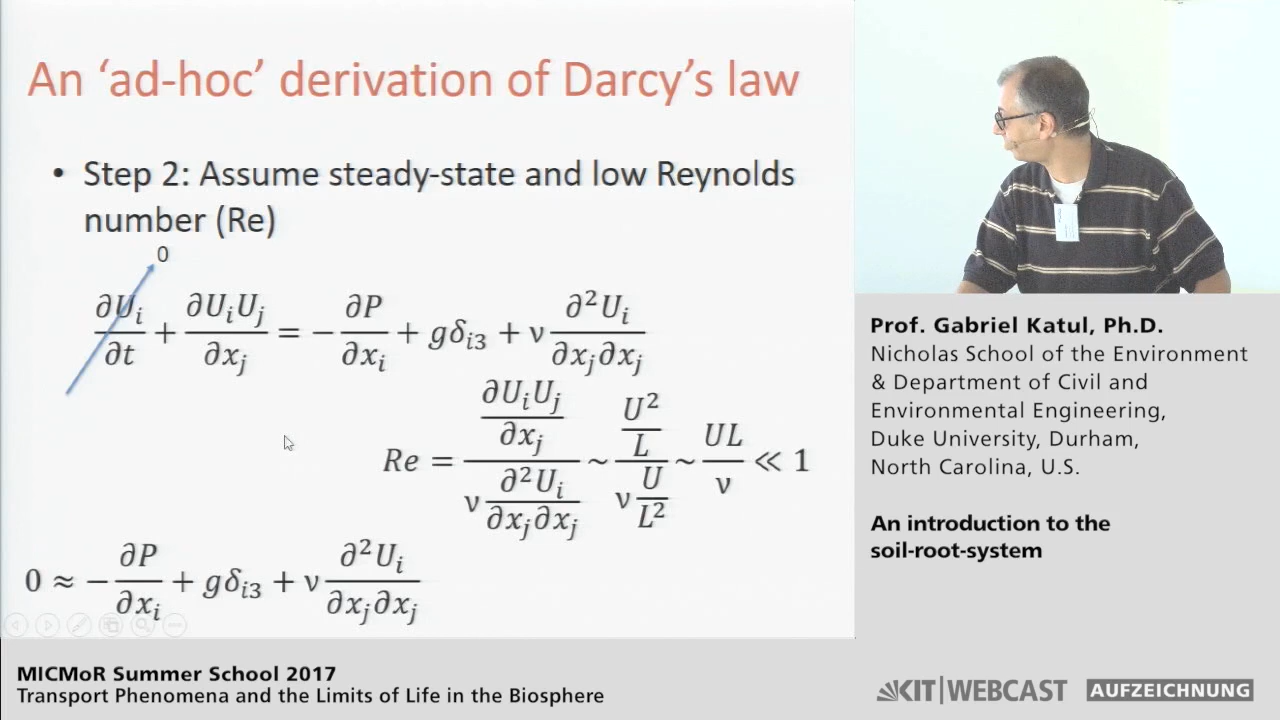 An ‘ad-hoc’ derivation of Darcy’s law
• Step 2: Assume steady-state and low Reynolds
number (Re)
0
∂U_i/∂t + ∂U_iU_j/∂x_j = − ∂P/∂x_i + gδ_i3 + ν ∂²U_i/∂x_j∂x_j
Re = (∂U_iU_j/∂x_j)/(ν ∂²U_i/∂x_j∂x_j) ~ (U²/L)/(ν U/L²) ~ UL/ν ≪ 1
0 ≈ − ∂P/∂x_i + gδ_i3 + ν ∂²U_i/∂x_j∂x_j
Prof. Gabriel Katul, Ph.D.
Nicholas School of the Environment
& Department of Civil and
Environmental Engineering,
Duke University, Durham,
North Carolina, U.S.
An introduction to the
soil-root-system
MICMoR Summer School 2017
Transport Phenomena and the Limits of Life in the Biosphere
KIT|WEBCAST AUFZEICHNUNG